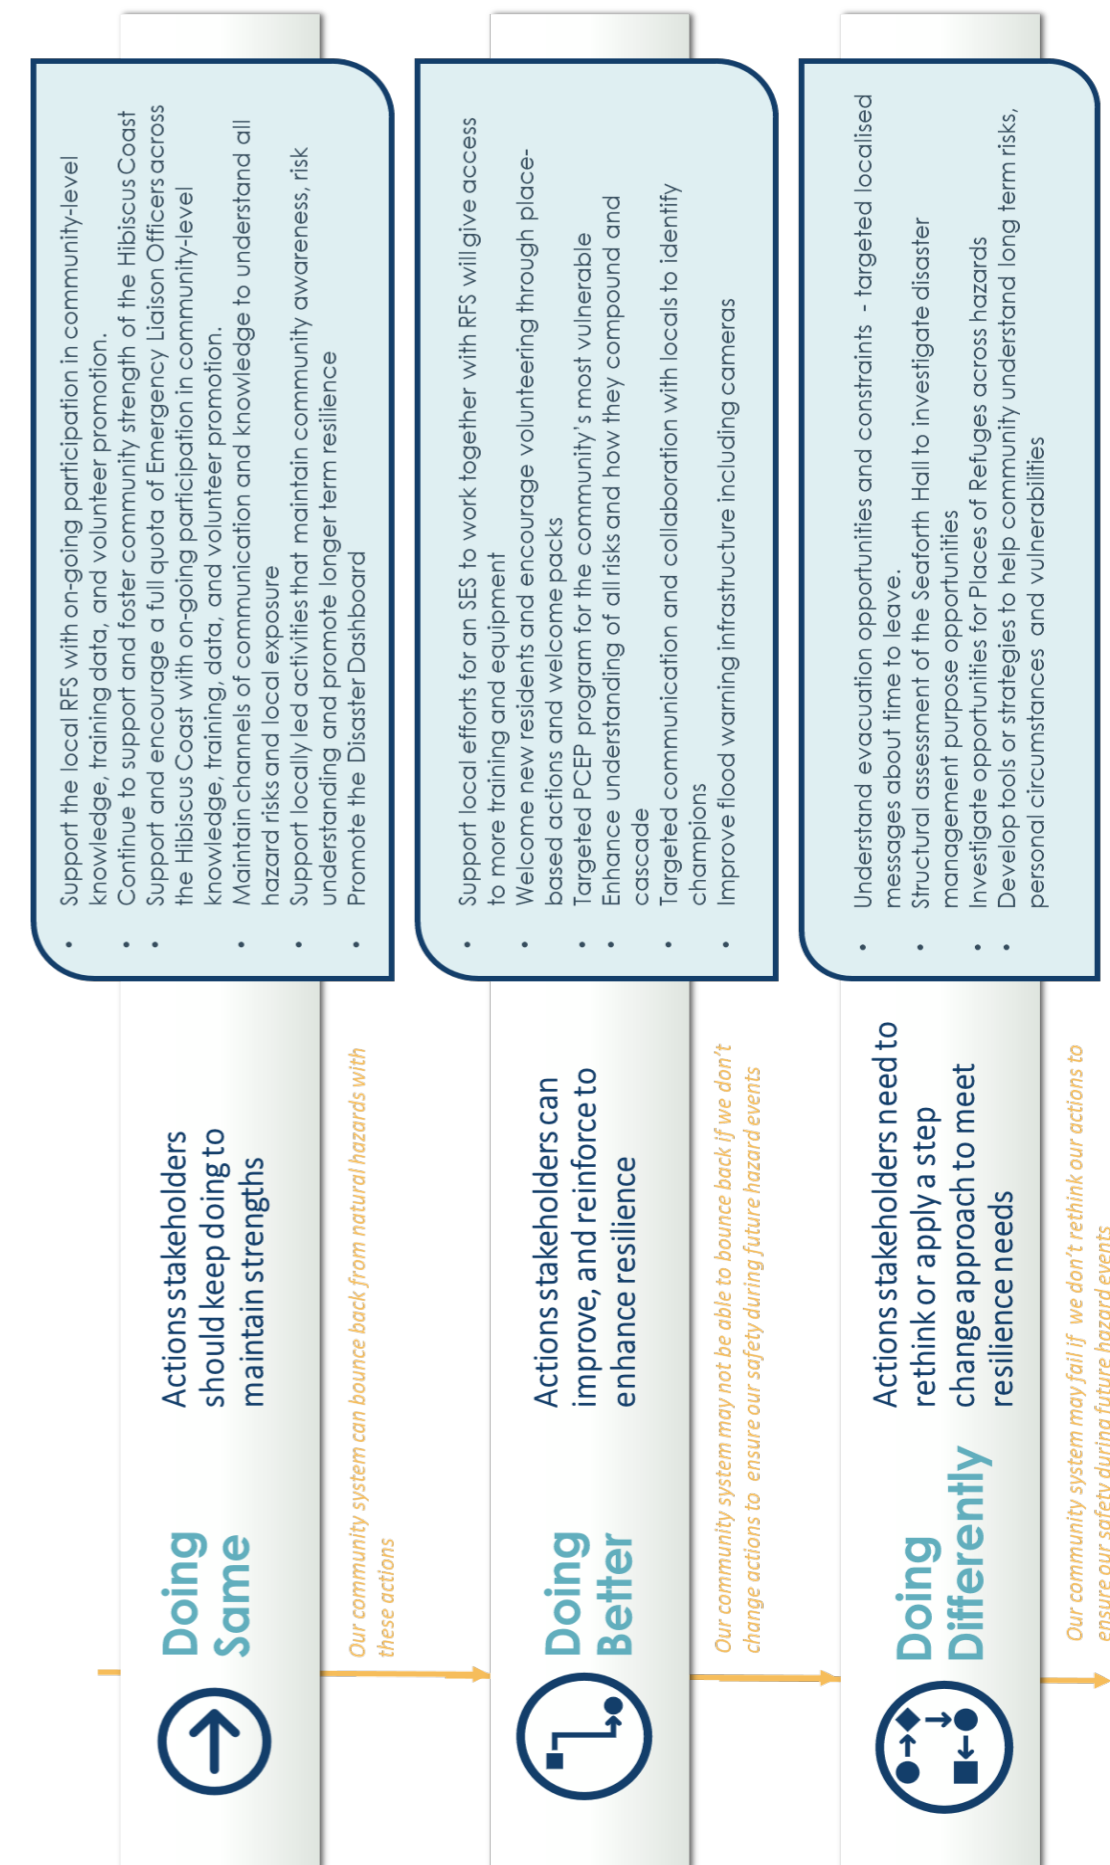 Doing
Same
Actions stakeholders
should keep doing to
maintain strengths
• Support the local RFS with on-going participation in community-level
knowledge, training data, and volunteer promotion.
• Continue to support and foster community strength of the Hibiscus Coast
• Support and encourage a full quota of Emergency Liaison Officers across
the Hibiscus Coast with on-going participation in community-level
knowledge, training, data, and volunteer promotion.
• Maintain channels of communication and knowledge to understand all
hazard risks and local exposure
• Support locally led activities that maintain community awareness, risk
understanding and promote longer term resilience
• Promote the Disaster Dashboard
Our community system can bounce back from natural hazards with
these actions
Doing
Better
Actions stakeholders can
improve, and reinforce to
enhance resilience
• Support local efforts for an SES to work together with RFS will give access
to more training and equipment
• Welcome new residents and encourage volunteering through place-
based actions and welcome packs
• Targeted PCEP program for the community's most vulnerable
• Enhance understanding of all risks and how they compound and
cascade
• Targeted communication and collaboration with locals to identify
champions
• Improve flood warning infrastructure including cameras
Our community system may not be able to bounce back if we don't
change actions to ensure our safety during future hazard events
Doing
Differently
Actions stakeholders need to
rethink or apply a step
change approach to meet
resilience needs
• Understand evacuation opportunities and constraints - targeted localised
messages about time to leave.
• Structural assessment of the Seaforth Hall to investigate disaster
management purpose opportunities
• Investigate opportunities for Places of Refuges across hazards
• Develop tools or strategies to help community understand long term risks,
personal circumstances and vulnerabilities
Our community system may fail if we don't rethink our actions to
ensure our safety during future hazard events